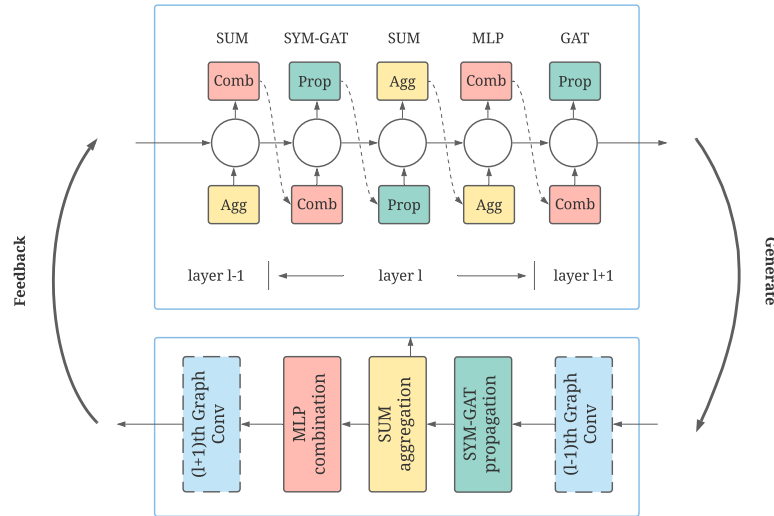 SUM SYM-GAT SUM MLP GAT
Comb Prop Agg Comb Prop
Agg Comb Prop Agg Comb
layer l-1 layer l layer l+1
Feedback
Generate
(l+1)th Graph
Conv
MLP
combination
SUM
aggregation
SYM-GAT
propagation
(l-1)th Graph
Conv